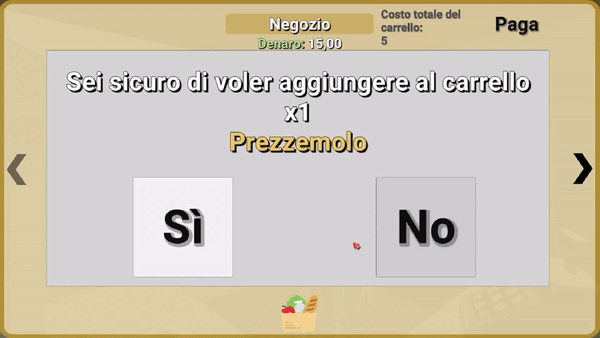 Negozio
Denaro: 15,00
Costo totale del
carrello:
5
Paga
Sei sicuro di voler aggiungere al carrello
x1
Prezzemolo
Sì
No